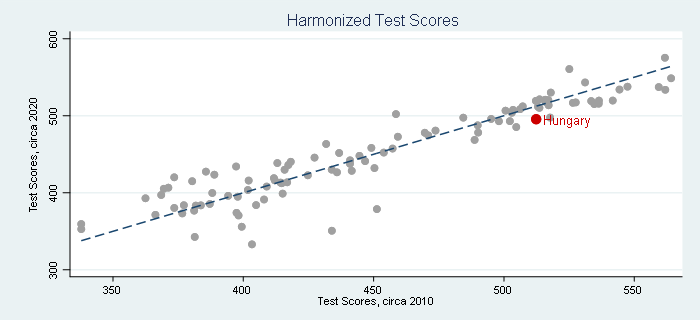 Harmonized Test Scores
Test Scores, circa 2020
600
500
400
300
Hungary
350
400
450
500
550
Test Scores, circa 2010